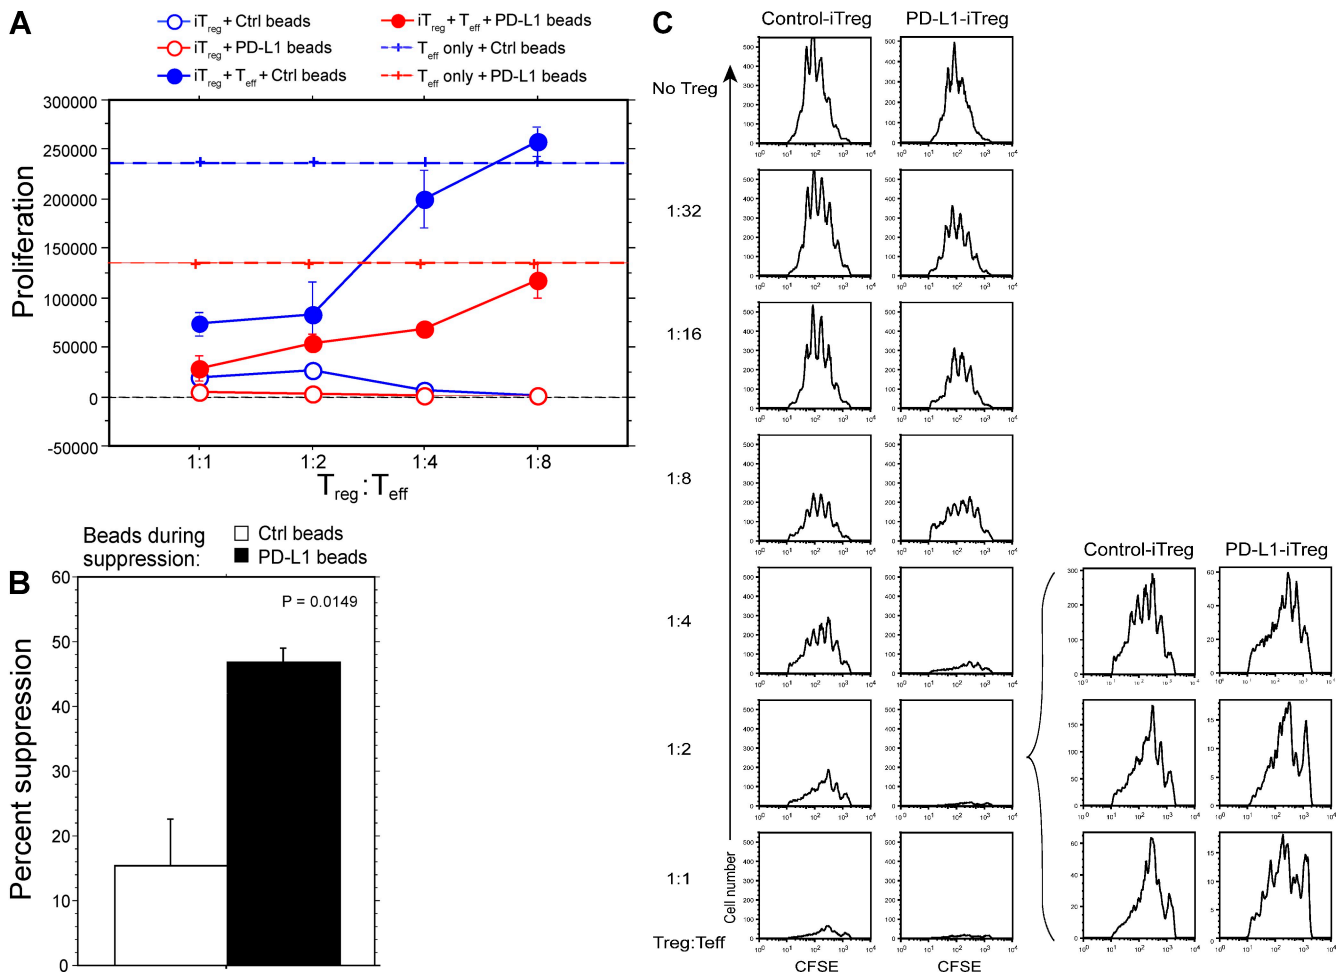 A
iTreg + Ctrl beads
iTreg + PD-L1 beads
iTreg + Teff + Ctrl beads
iTreg + Teff + PD-L1 beads
Teff only + Ctrl beads
Teff only + PD-L1 beads
Proliferation
300000
250000
200000
150000
100000
50000
0
-50000
1:1 1:2 1:4 1:8
Treg : Teff
B
Beads during
suppression:
Ctrl beads
PD-L1 beads
P = 0.0149
Percent suppression
60
50
40
30
20
10
0
C
Control-iTreg PD-L1-iTreg
No Treg
1:32
1:16
1:8
1:4
1:2
1:1
Treg:Teff
Cell number
CFSE CFSE
Control-iTreg PD-L1-iTreg